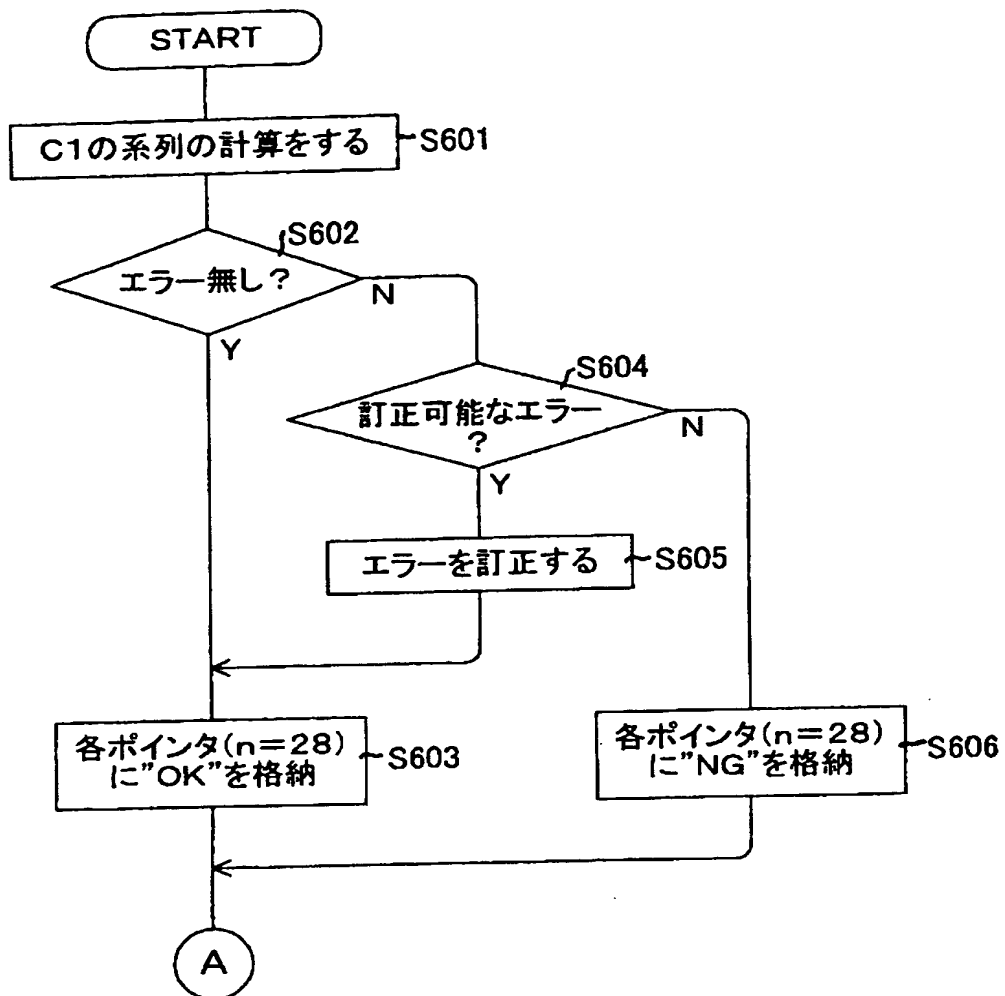 START
C1の系列の計算をする
S601
S602
エラー無し？
N
Y
S604
訂正可能なエラー
？
N
Y
エラーを訂正する
S605
各ポインタ(n=28)
に”OK”を格納
S603
各ポインタ(n=28)
に”NG”を格納
S606
A